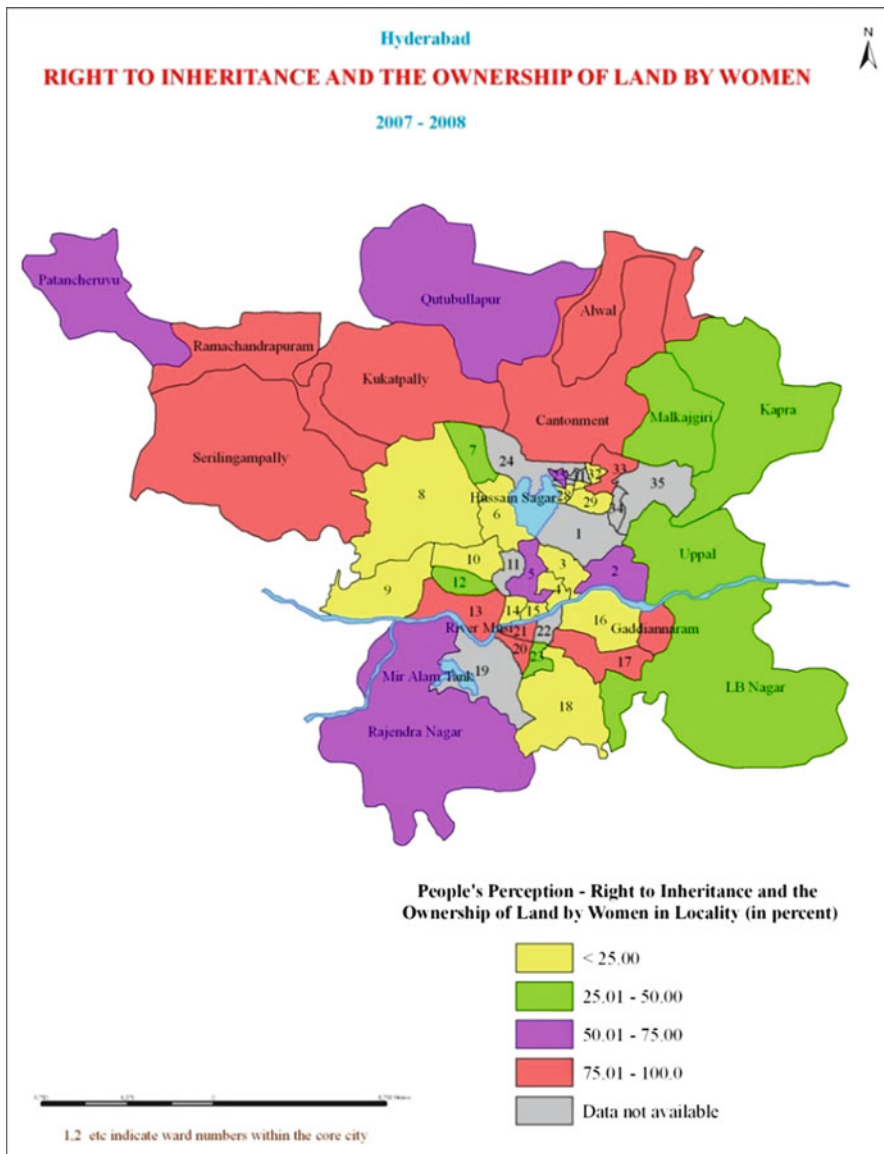 Hyderabad
N
RIGHT TO INHERITANCE AND THE OWNERSHIP OF LAND BY WOMEN
2007 - 2008
Patancheruvu
Qutubullapur
Alwal
Ramachandrapuram
Kukatpally
Cantonment
Malkajgiri
Kapra
Serilingampally
7
24
33
32
31
35
8
Hussain Sagar
28
29
6
34
1
10
11
3
Uppal
5
2
12
4
9
13
14
15
16
River Musi
21
22
Gaddiannaram
20
23
17
19
Mir Alam Tank
LB Nagar
18
Rajendra Nagar
People's Perception - Right to Inheritance and the
Ownership of Land by Women in Locality (in percent)
< 25.00
25.01 - 50.00
50.01 - 75.00
75.01 - 100.0
Data not available
1,2 etc indicate ward numbers within the core city